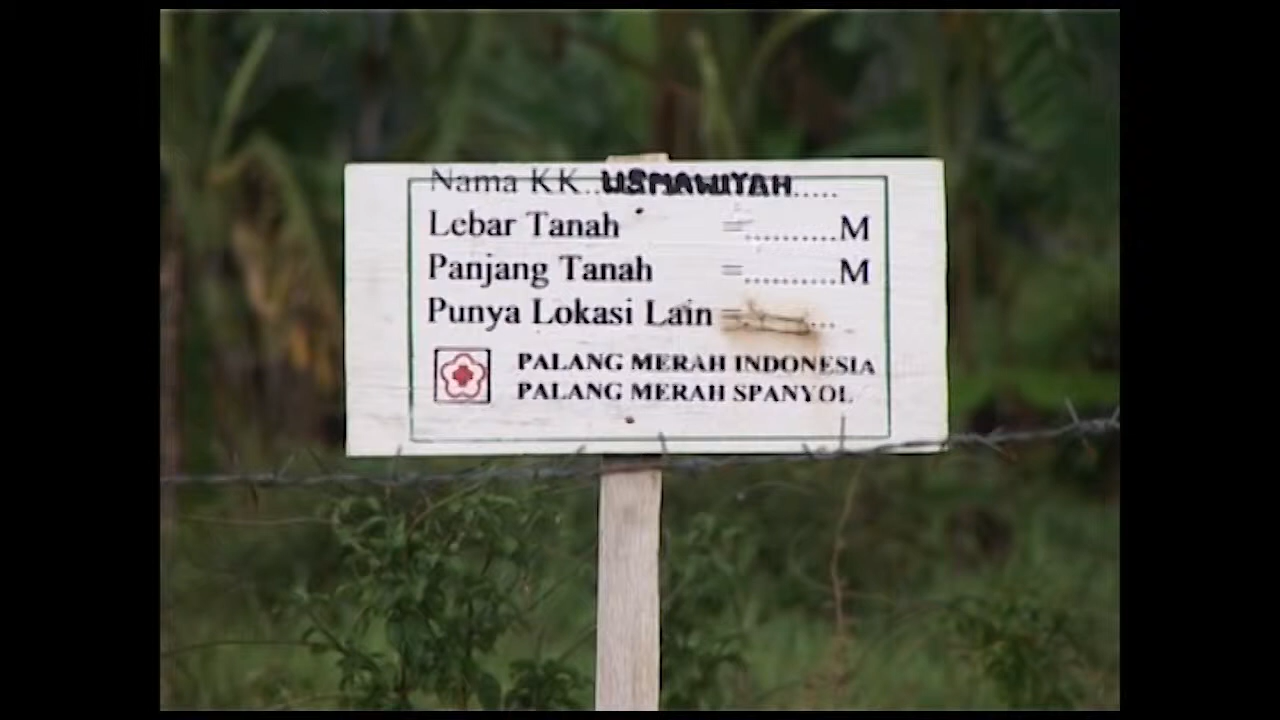 Nama KK..USMAWIYAH.....
Lebar Tanah =..........M
Panjang Tanah =..........M
Punya Lokasi Lain =
PALANG MERAH INDONESIA
PALANG MERAH SPANYOL